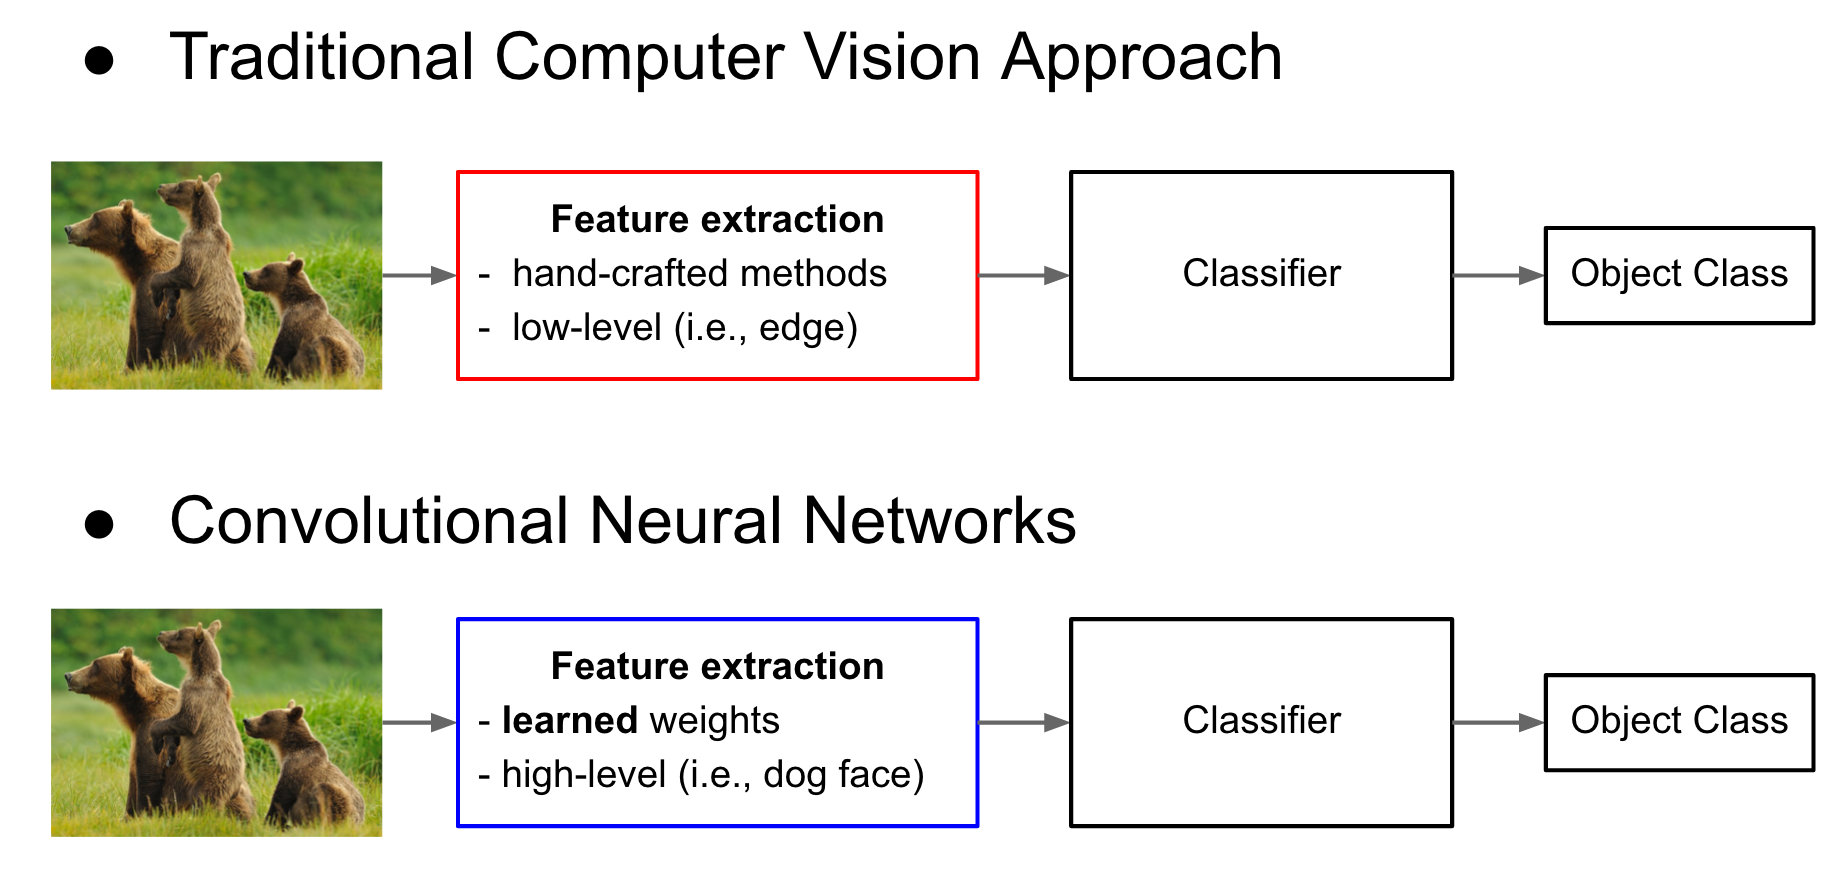 ● Traditional Computer Vision Approach
Feature extraction
- hand-crafted methods
- low-level (i.e., edge)
Classifier
Object Class
● Convolutional Neural Networks
Feature extraction
- learned weights
- high-level (i.e., dog face)
Classifier
Object Class